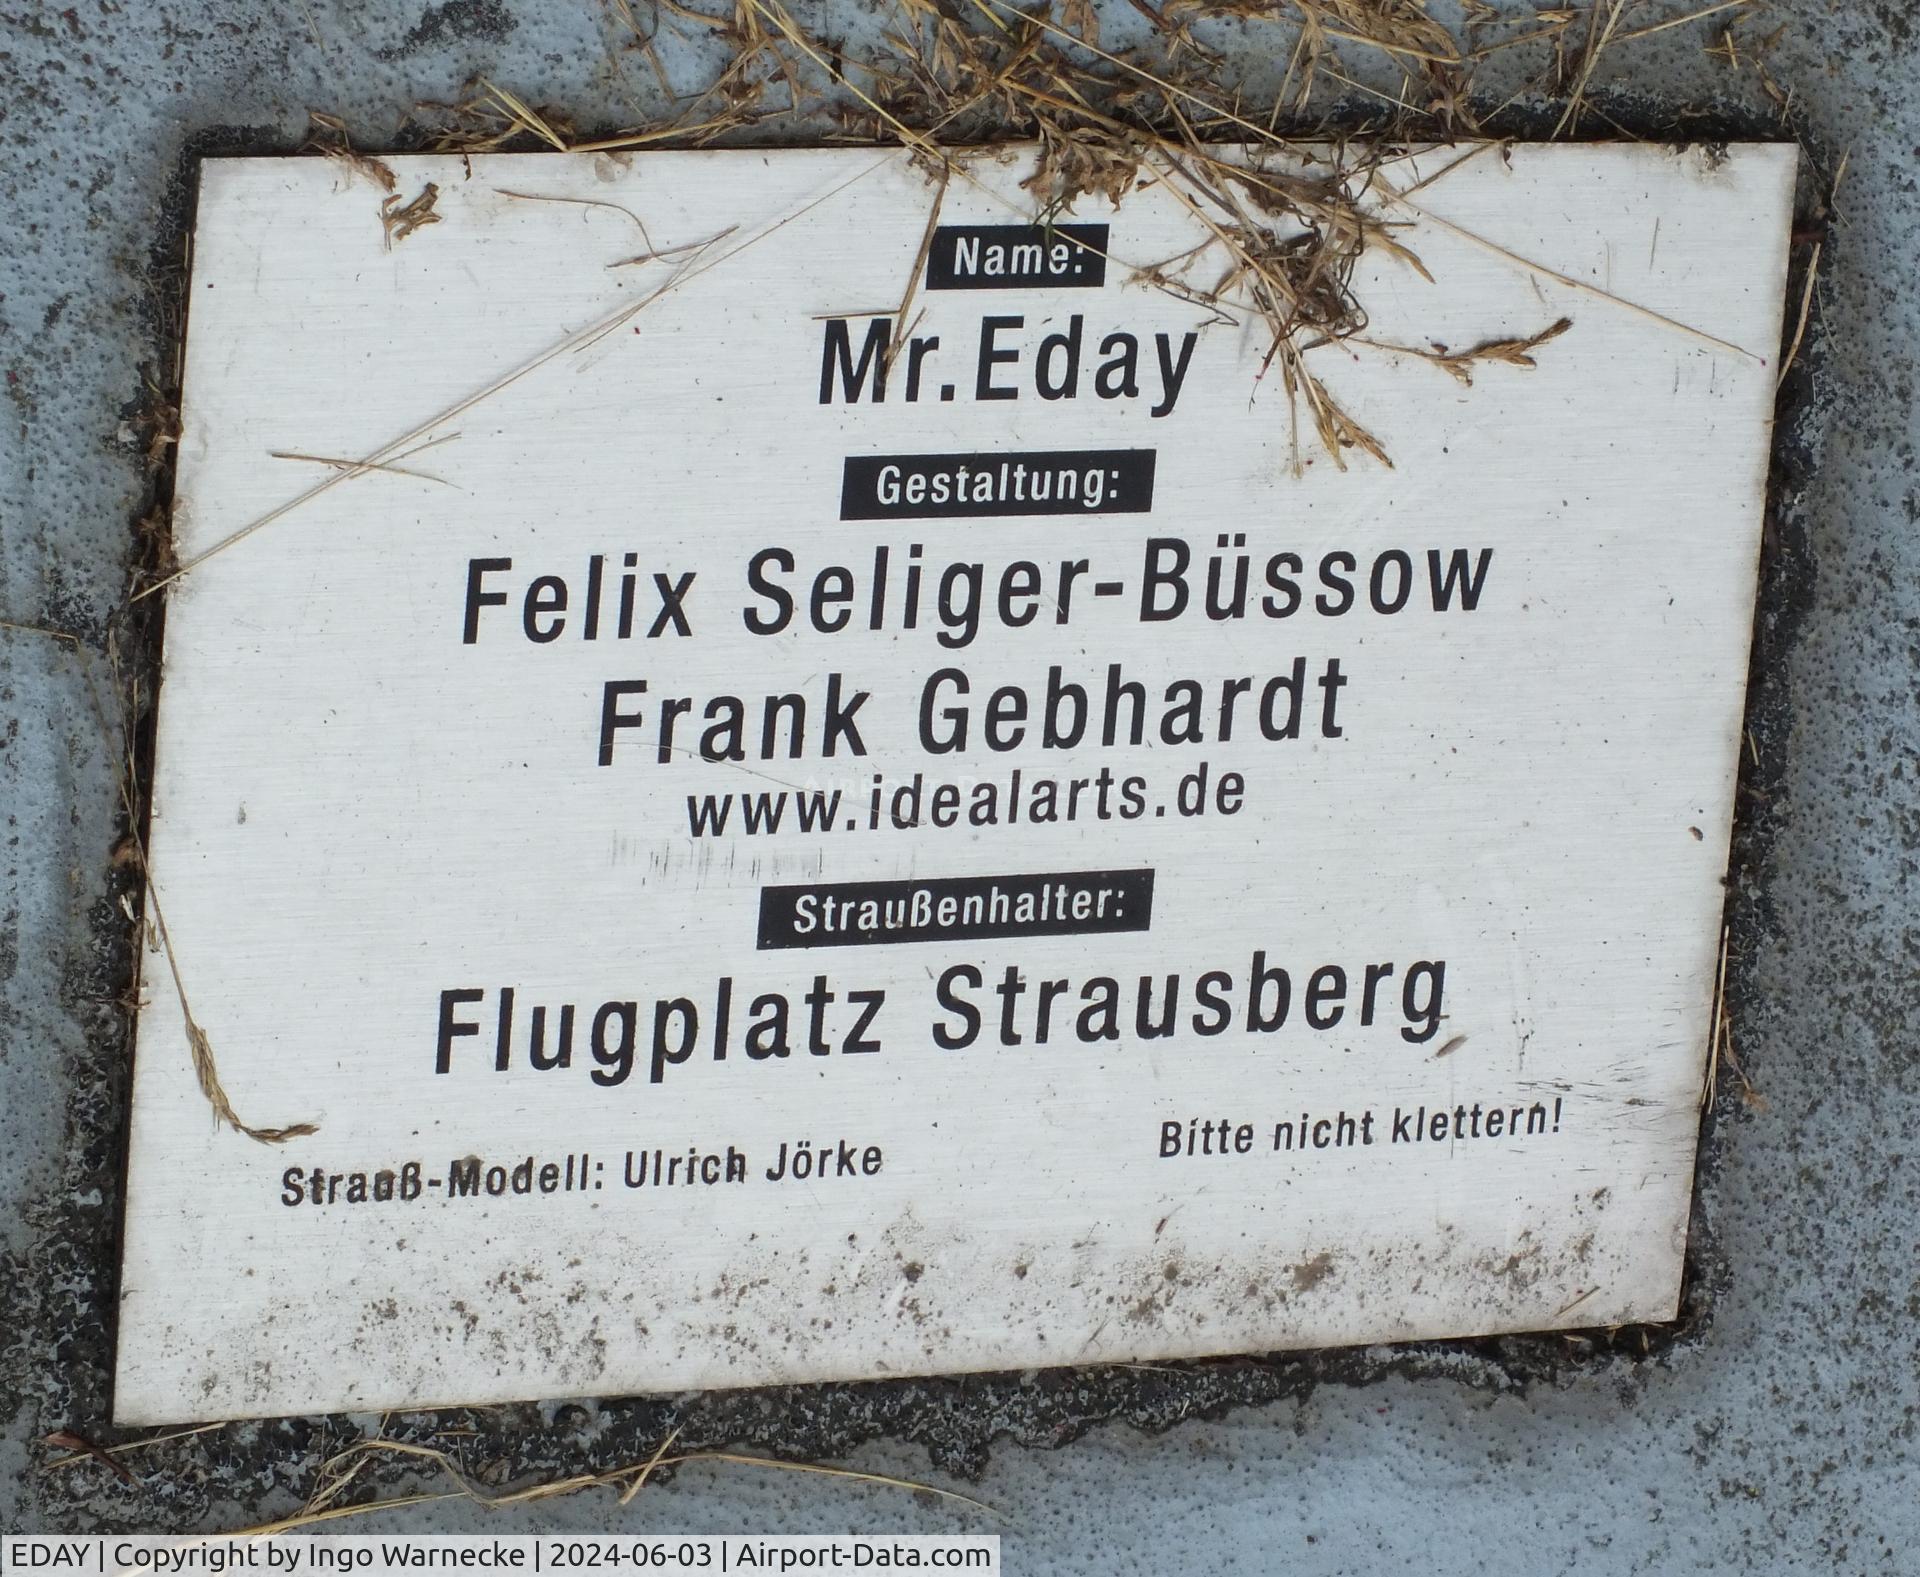 Name:
Mr.Eday
Gestaltung:
Felix Seliger-Büssow
Frank Gebhardt
www.idealarts.de
Straußenhalter:
Flugplatz Strausberg
Strauß-Modell: Ulrich Jörke
Bitte nicht klettern!
EDAY | Copyright by Ingo Warnecke | 2024-06-03 | Airport-Data.com